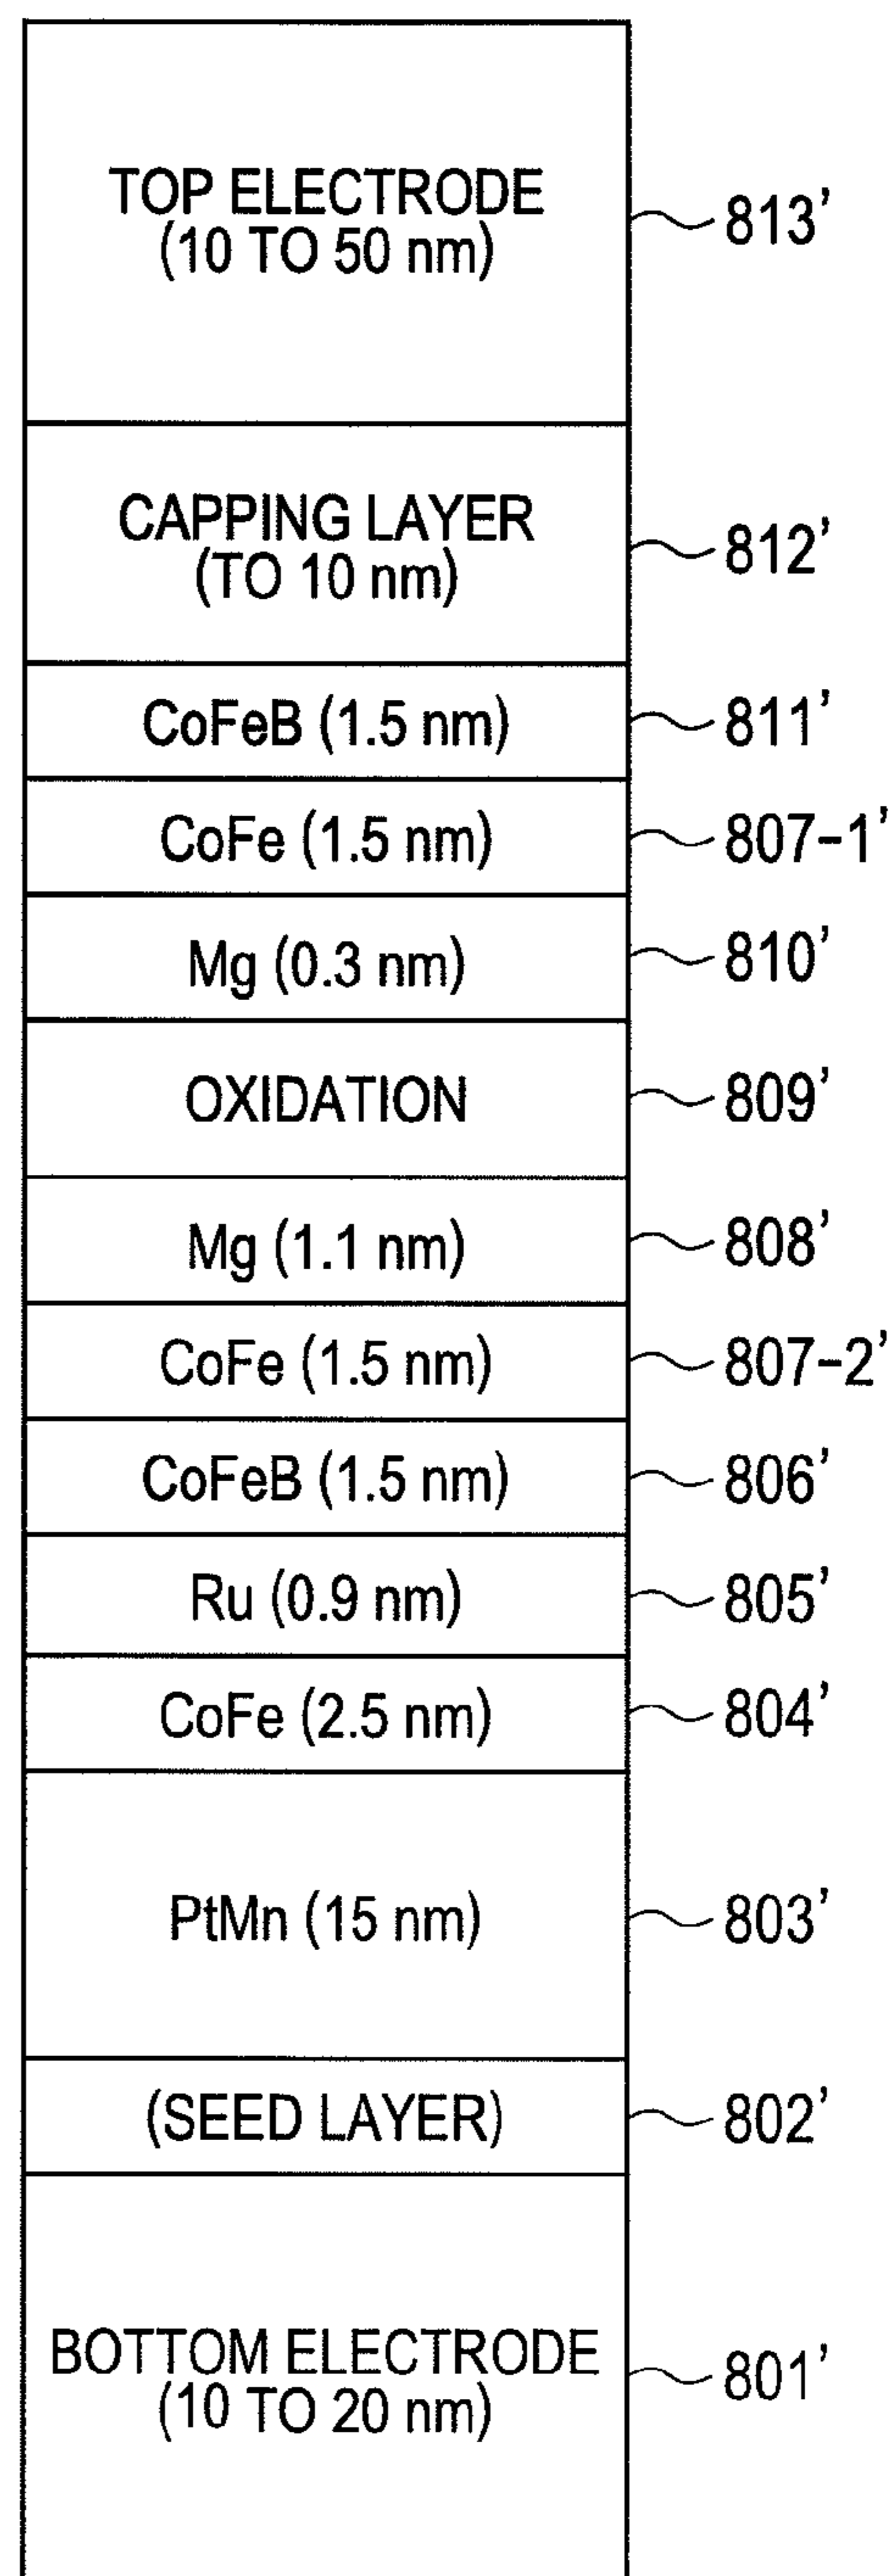 TOP ELECTRODE
(10 TO 50 nm)
813’
CAPPING LAYER
(TO 10 nm)
812’
CoFeB (1.5 nm)
811’
CoFe (1.5 nm)
807-1’
Mg (0.3 nm)
810’
OXIDATION
809’
Mg (1.1 nm)
808’
CoFe (1.5 nm)
807-2’
CoFeB (1.5 nm)
806’
Ru (0.9 nm)
805’
CoFe (2.5 nm)
804’
PtMn (15 nm)
803’
(SEED LAYER)
802’
BOTTOM ELECTRODE
(10 TO 20 nm)
801’